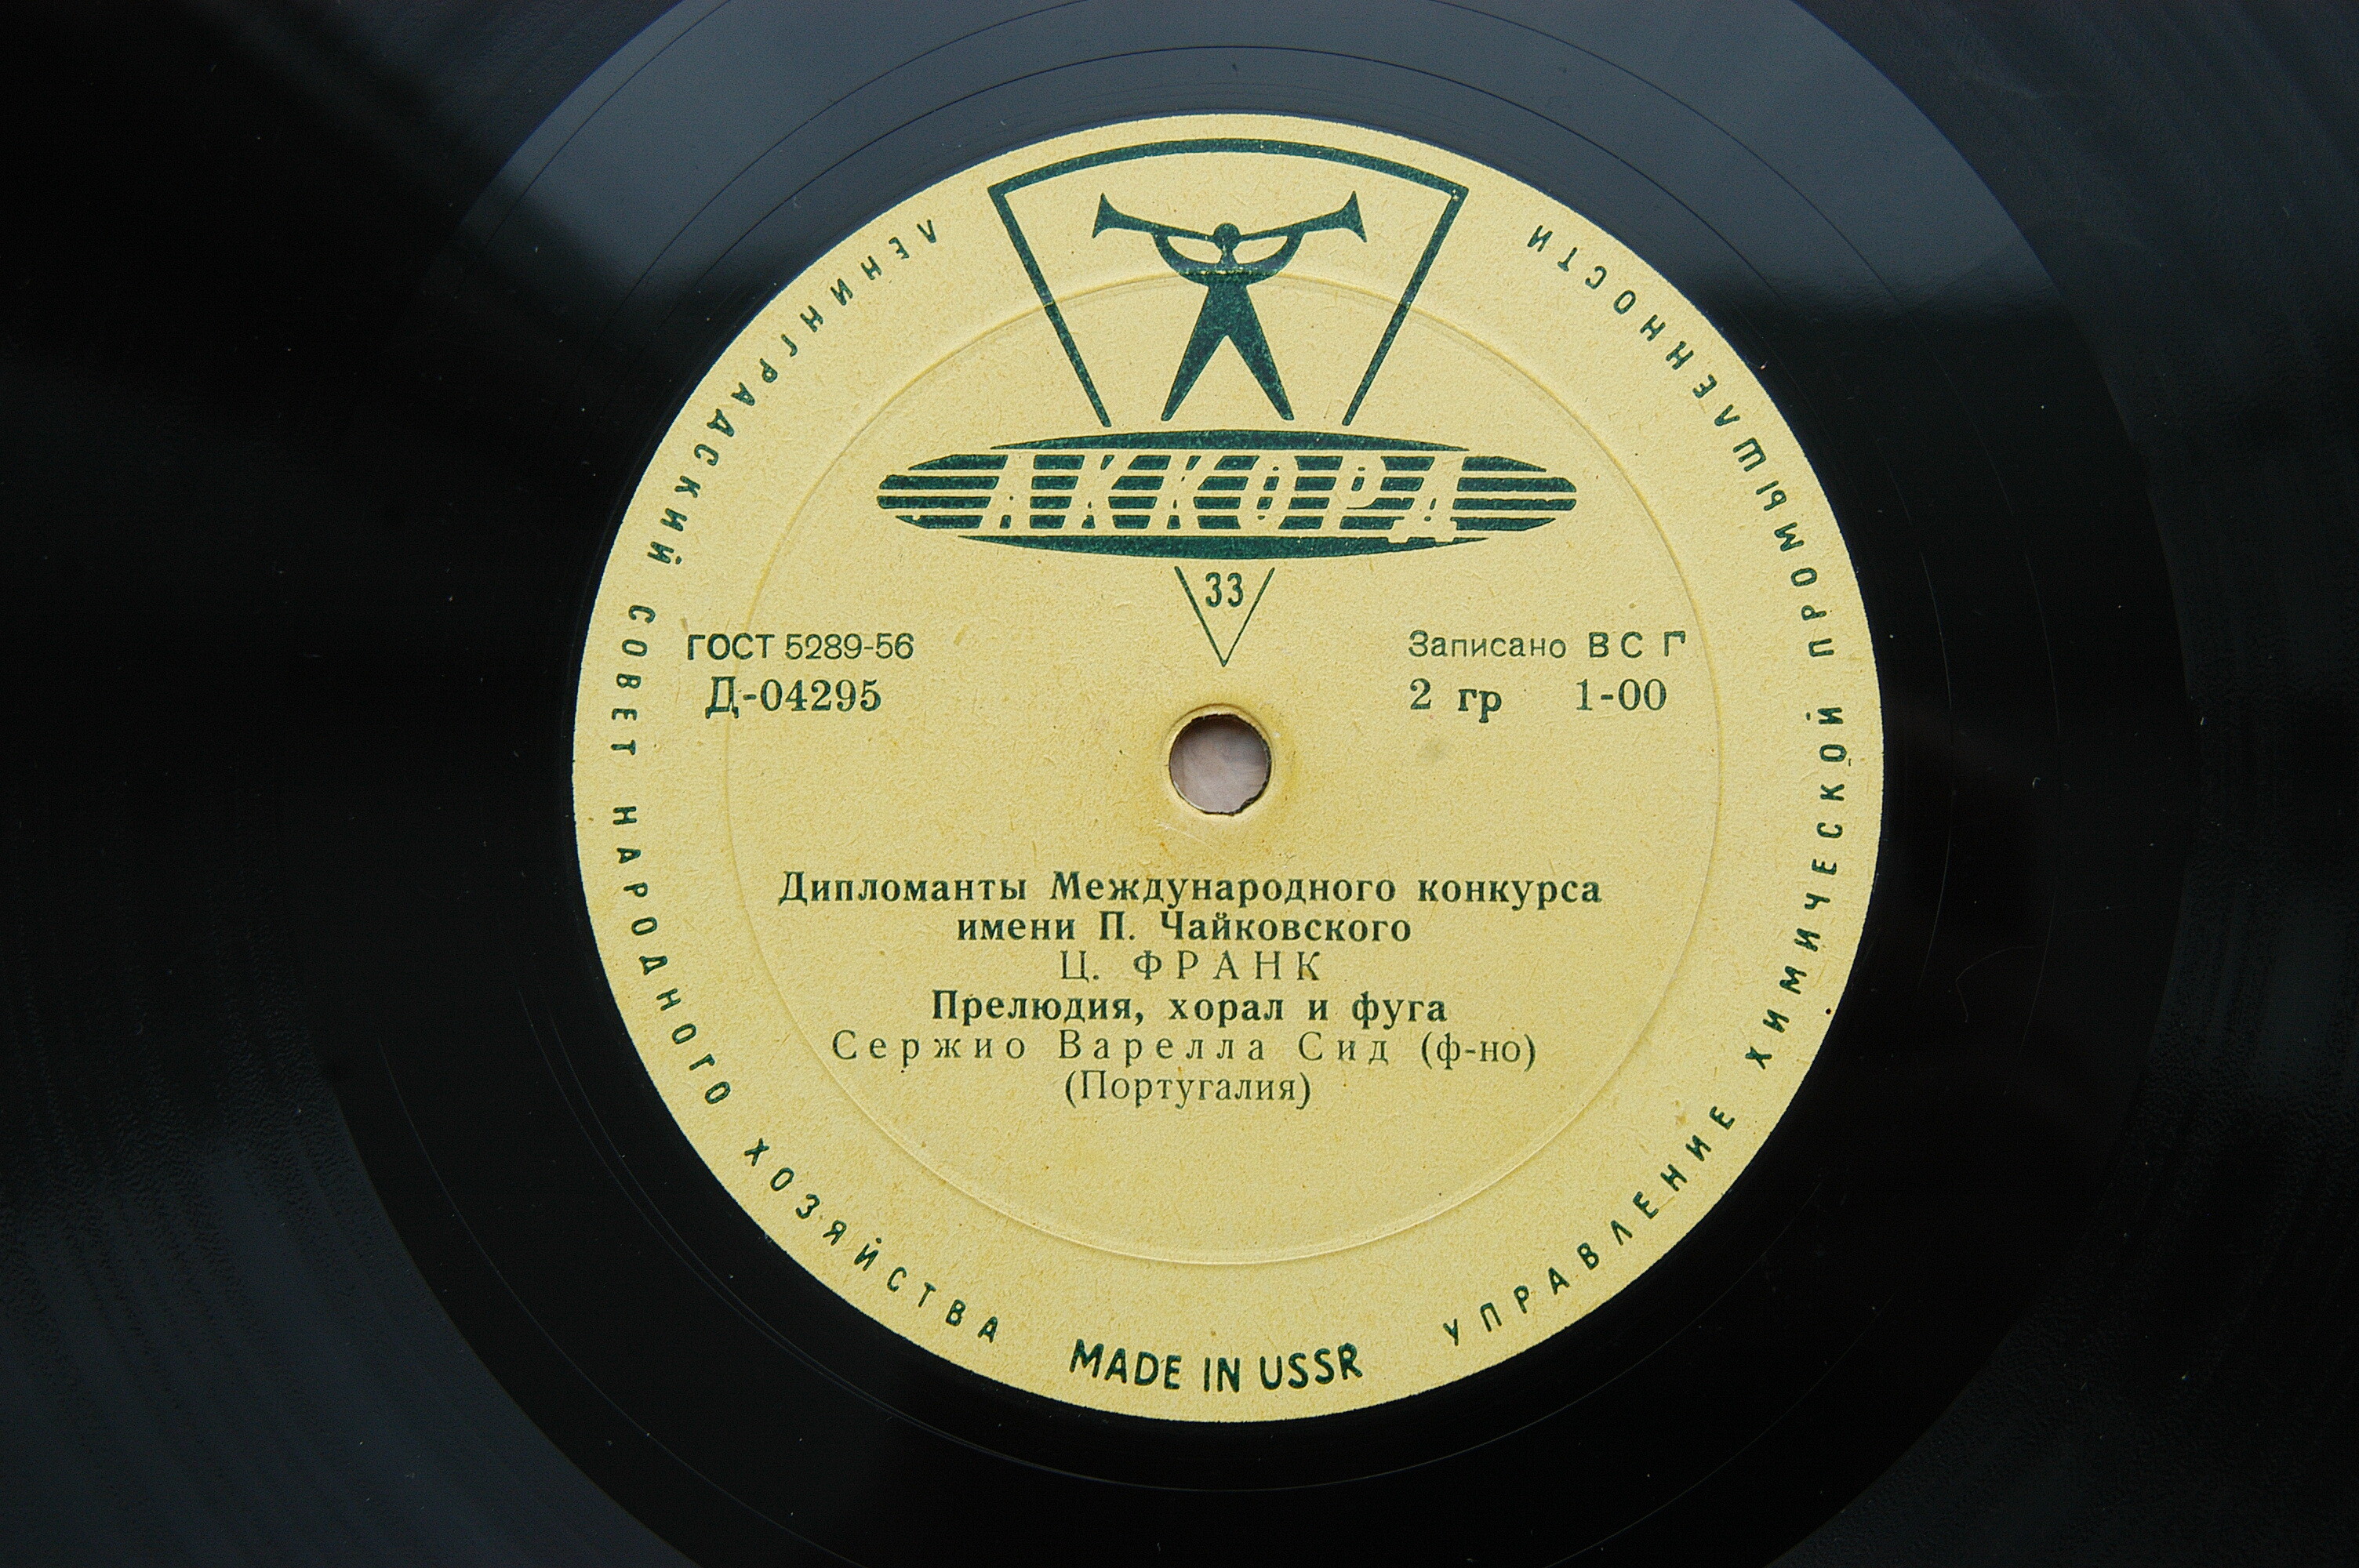 ЛЕНИНГРАДСКИЙ СОВЕТ НАРОДНОГО ХОЗЯЙСТВА
УПРАВЛЕНИЕ ХИМИЧЕСКОЙ ПРОМЫШЛЕННОСТИ
АККОРД
33
ГОСТ 5289-56
Записано ВСГ
Д-04295
2 гр 1-00
Дипломанты Международного конкурса
имени П. Чайковского
Ц. ФРАНК
Прелюдия, хорал и фуга
Сержио Варелла Сид (ф-но)
(Португалия)
MADE IN USSR